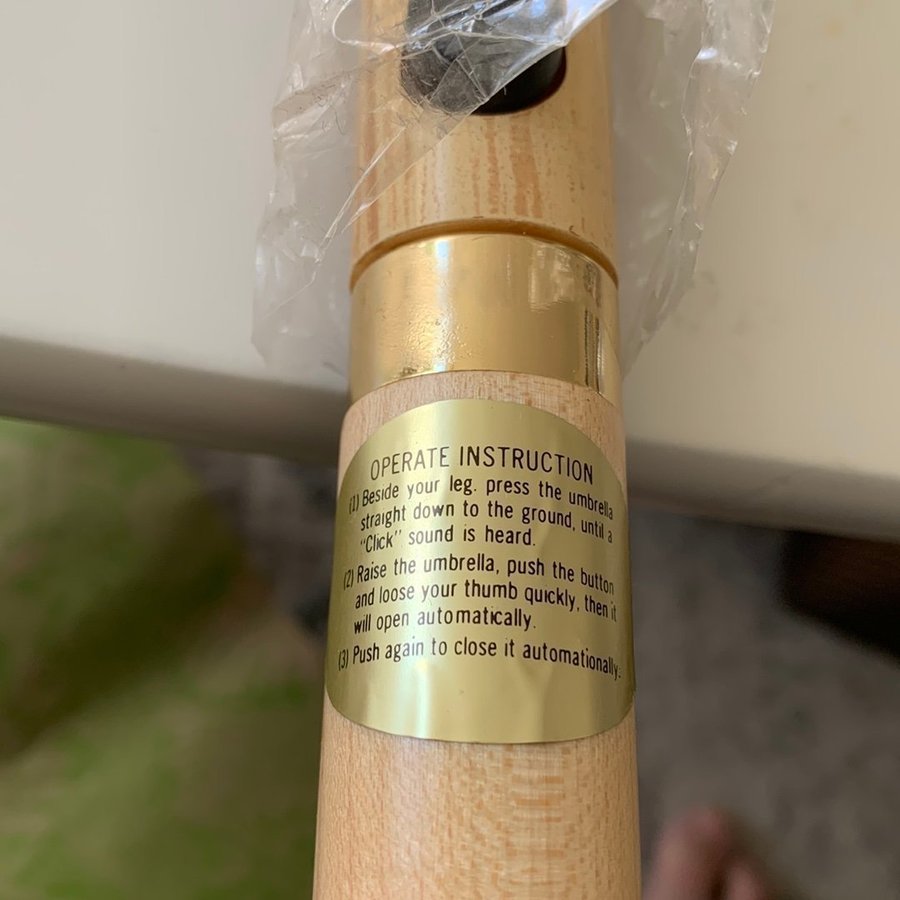 OPERATE INSTRUCTION
(1) Beside your leg. press the umbrella
straight down to the ground, until a
"Click" sound is heard.
(2) Raise the umbrella, push the button
and loose your thumb quickly, then it
will open automatically.
(3) Push again to close it automationally.